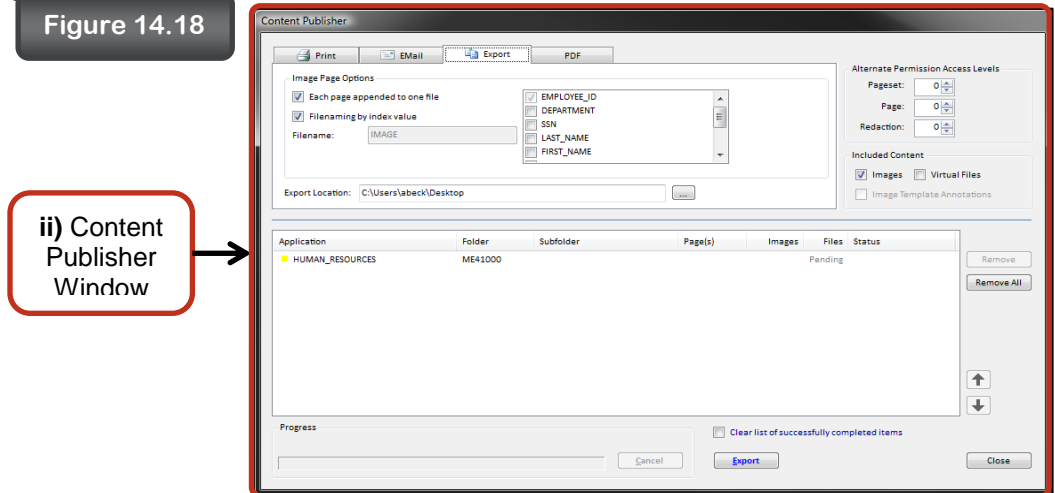 Figure 14.18
Content Publisher
Print EMail Export PDF
Image Page Options
Each page appended to one file
Filenaming by index value
Filename: IMAGE
EMPLOYEE_ID
DEPARTMENT
SSN
LAST_NAME
FIRST_NAME
Export Location: C:\Users\abeck\Desktop ...
Alternate Permission Access Levels
Pageset: 0
Page: 0
Redaction: 0
Included Content
Images Virtual Files
Image Template Annotations
ii) Content
Publisher
Window
Application Folder Subfolder Page(s) Images Files Status
HUMAN_RESOURCES ME41000 Pending
Remove
Remove All
Progress
Cancel
Clear list of successfully completed items
Export
Close